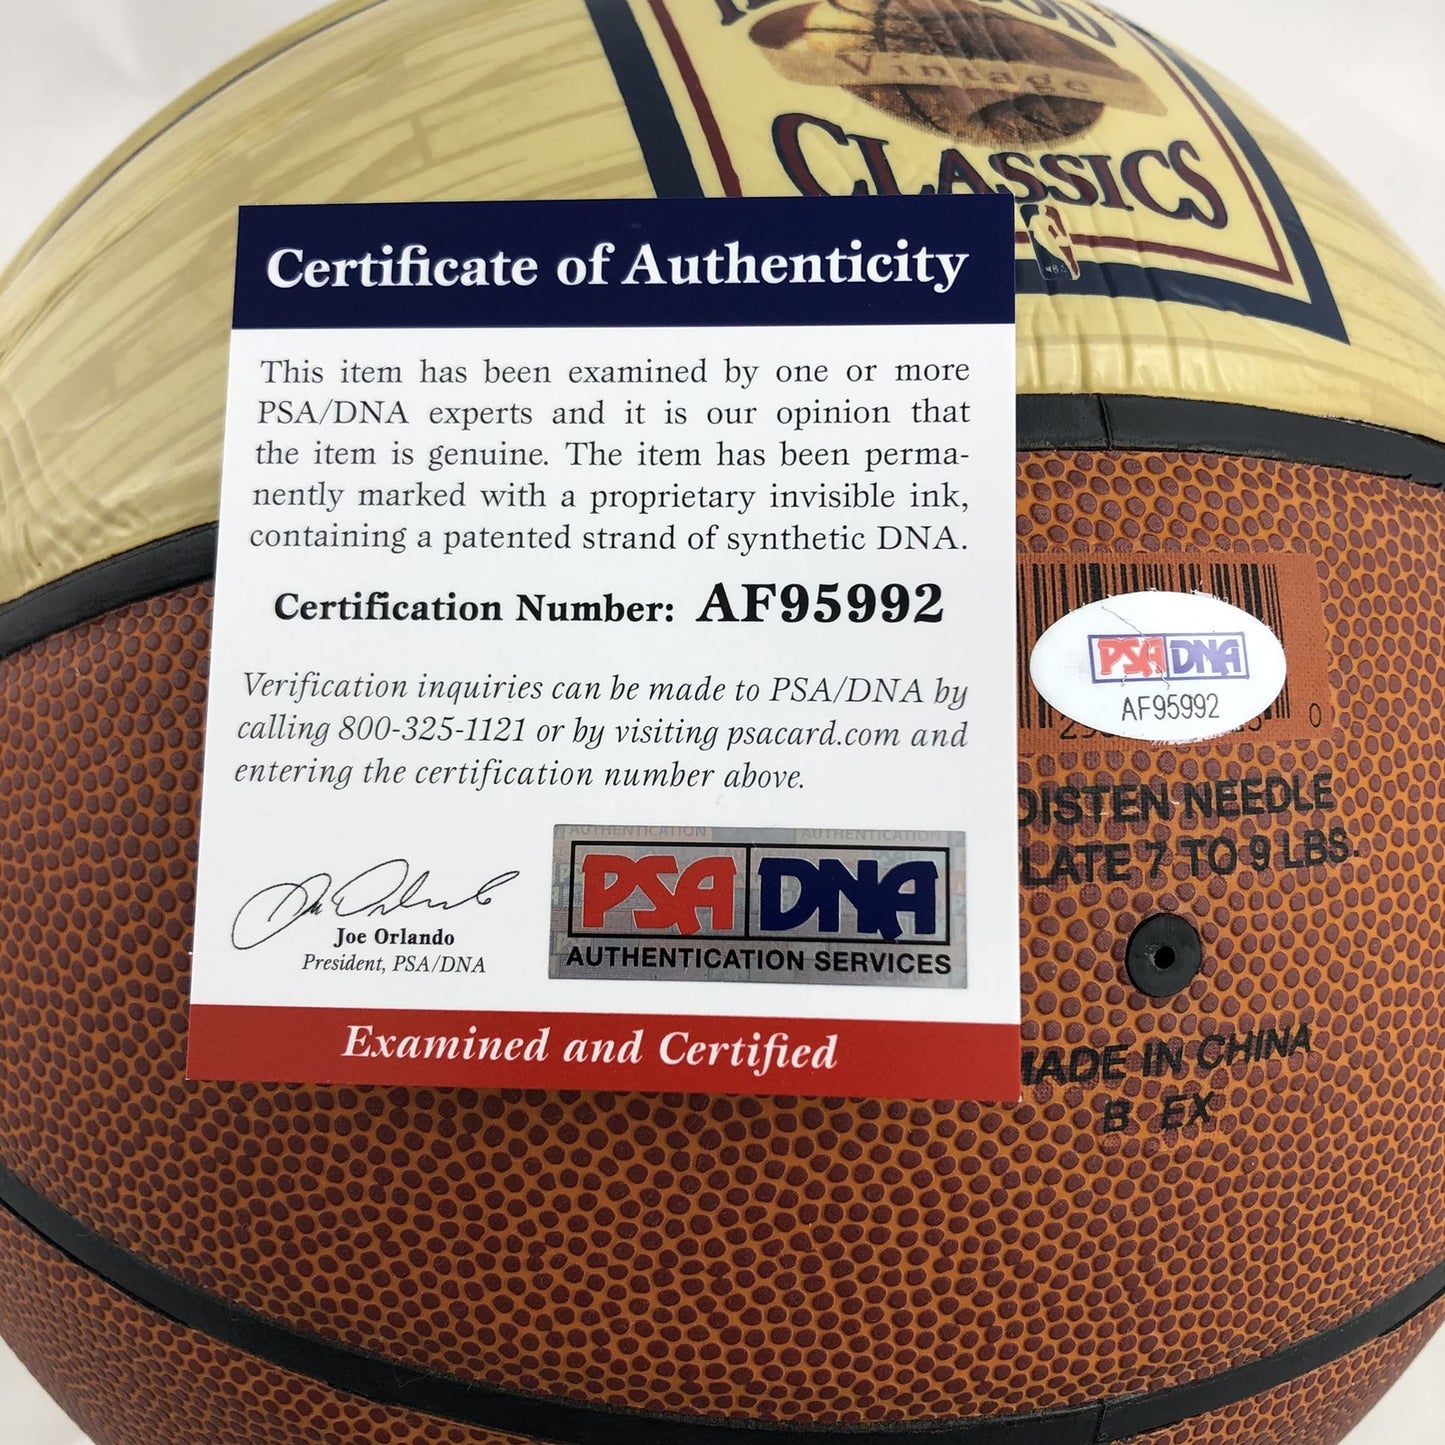 Vintage
CLASSICS
Certificate of Authenticity
This item has been examined by one or more
PSA/DNA experts and it is our opinion that
the item is genuine. The item has been perma-
nently marked with a proprietary invisible ink,
containing a patented strand of synthetic DNA.
Certification Number: AF95992
Verification inquiries can be made to PSA/DNA by
calling 800-325-1121 or by visiting psacard.com and
entering the certification number above.
Joe Orlando
President, PSA/DNA
AUTHENTICATION AUTHENTICATION
PSA DNA
AUTHENTICATION SERVICES
Examined and Certified
PSA DNA
AF95992
0
OISTEN NEEDLE
LATE 7 TO 9 LBS.
ADE IN CHINA
B EX